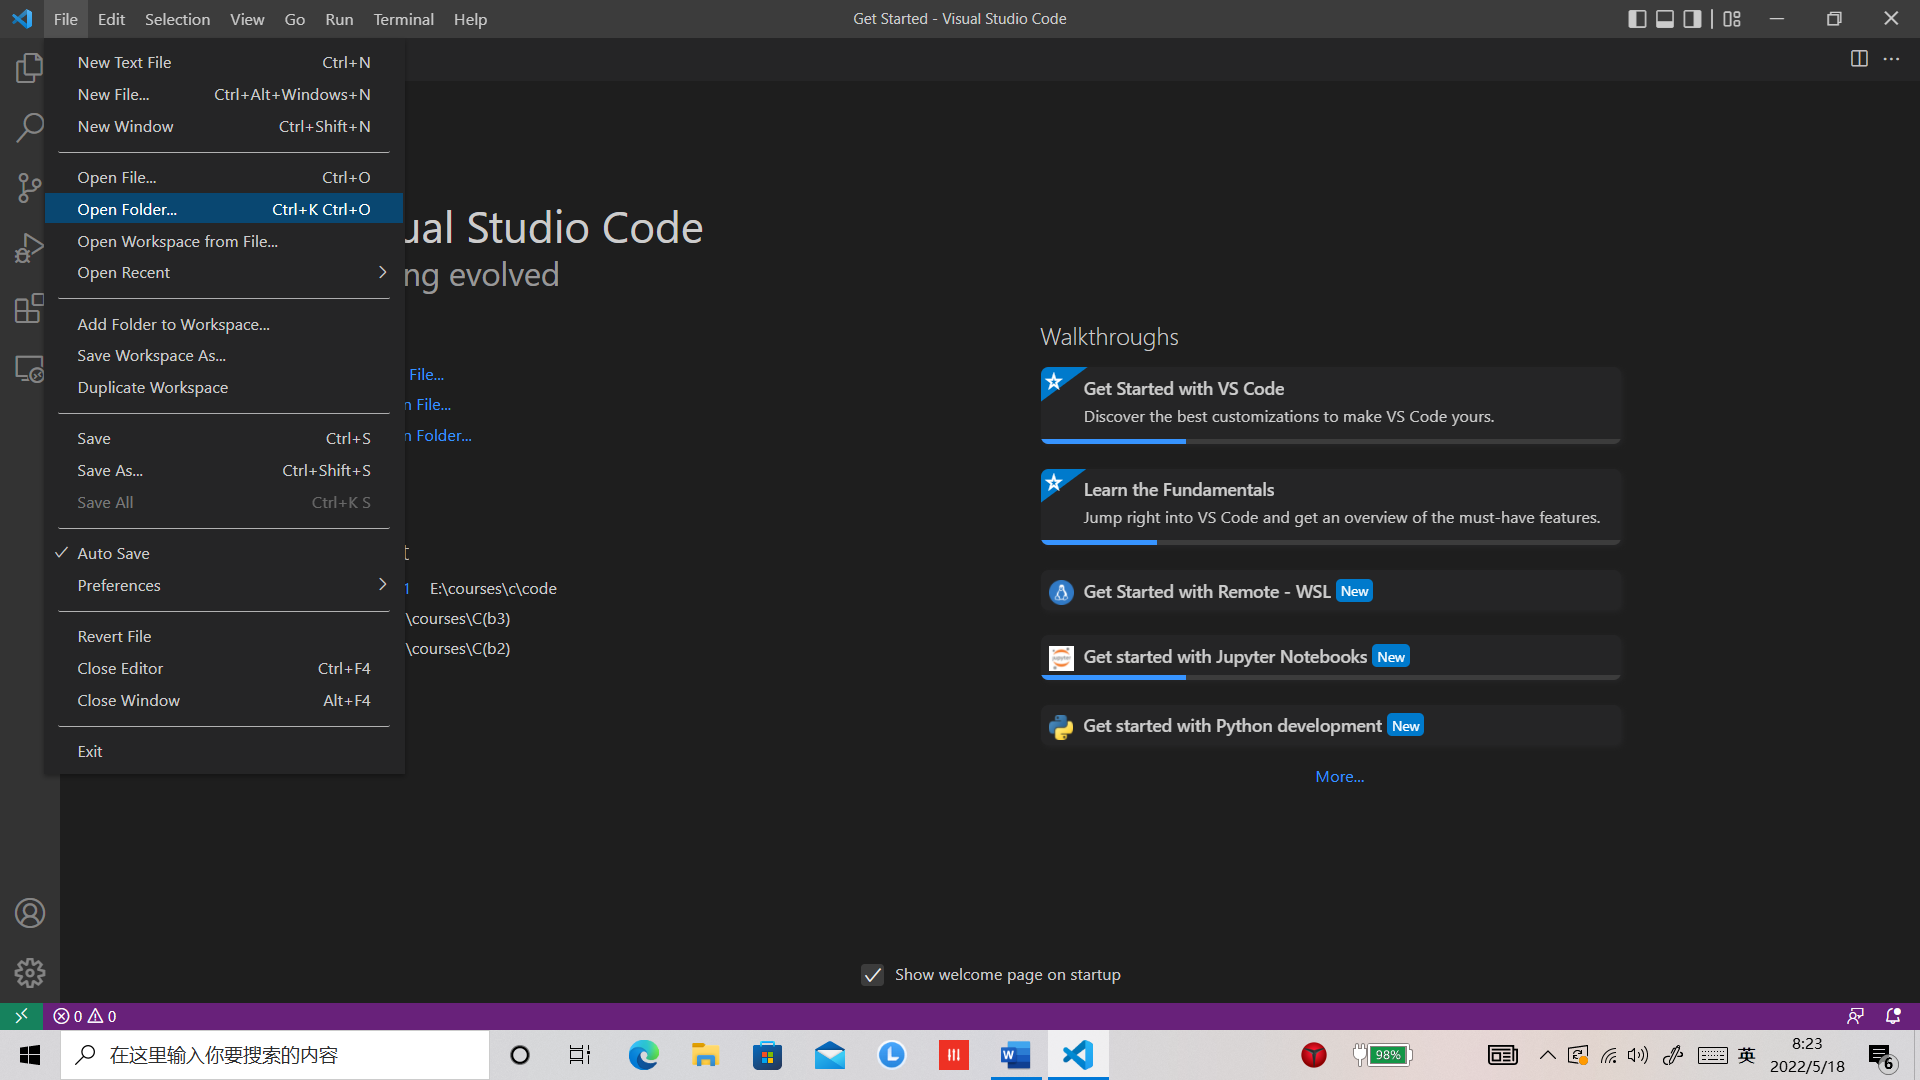 File Edit Selection View Go Run Terminal Help
Get Started - Visual Studio Code
New Text File Ctrl+N
New File... Ctrl+Alt+Windows+N
New Window Ctrl+Shift+N
Open File... Ctrl+O
Open Folder... Ctrl+K Ctrl+O
Open Workspace from File...
Open Recent
Add Folder to Workspace...
Save Workspace As...
Duplicate Workspace
Save Ctrl+S
Save As... Ctrl+Shift+S
Save All Ctrl+K S
Auto Save
Preferences
Revert File
Close Editor Ctrl+F4
Close Window Alt+F4
Exit
ual Studio Code
ng evolved
File...
n File...
n Folder...
t
1 E:\courses\c\code
\courses\C(b3)
\courses\C(b2)
Walkthroughs
Get Started with VS Code
Discover the best customizations to make VS Code yours.
Learn the Fundamentals
Jump right into VS Code and get an overview of the must-have features.
Get Started with Remote - WSL New
Get started with Jupyter Notebooks New
Get started with Python development New
More...
Show welcome page on startup
0 0
在这里输入你要搜索的内容
98%
英
8:23
2022/5/18
6